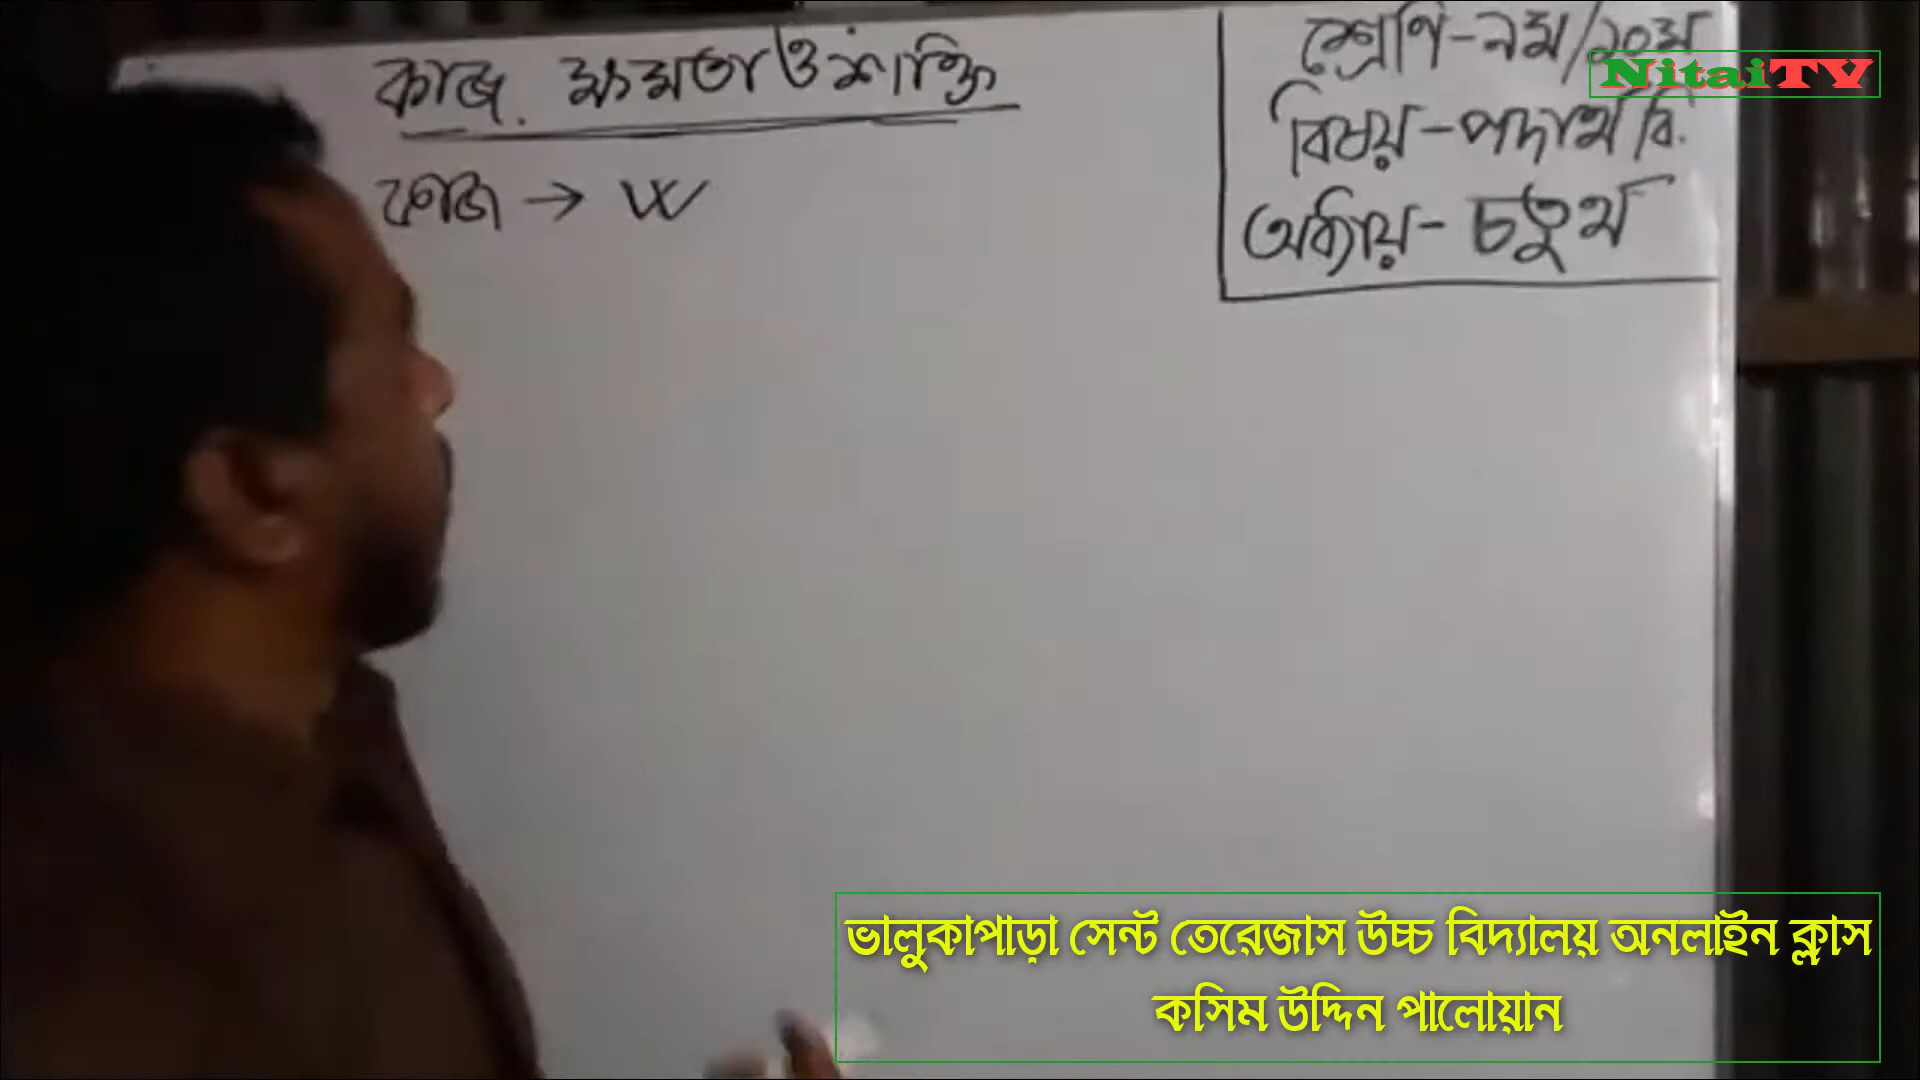 কাজ, ক্ষমতা ও শক্তি
কাজ → W
শ্রেণি-৯ম/১০ম
বিষয়-পদার্থ বি.
অধ্যায়- চতুর্থ
NitaiTV
ভালুকাপাড়া সেন্ট তেরেজাস উচ্চ বিদ্যালয় অনলাইন ক্লাস
কসিম উদ্দিন পালোয়ান